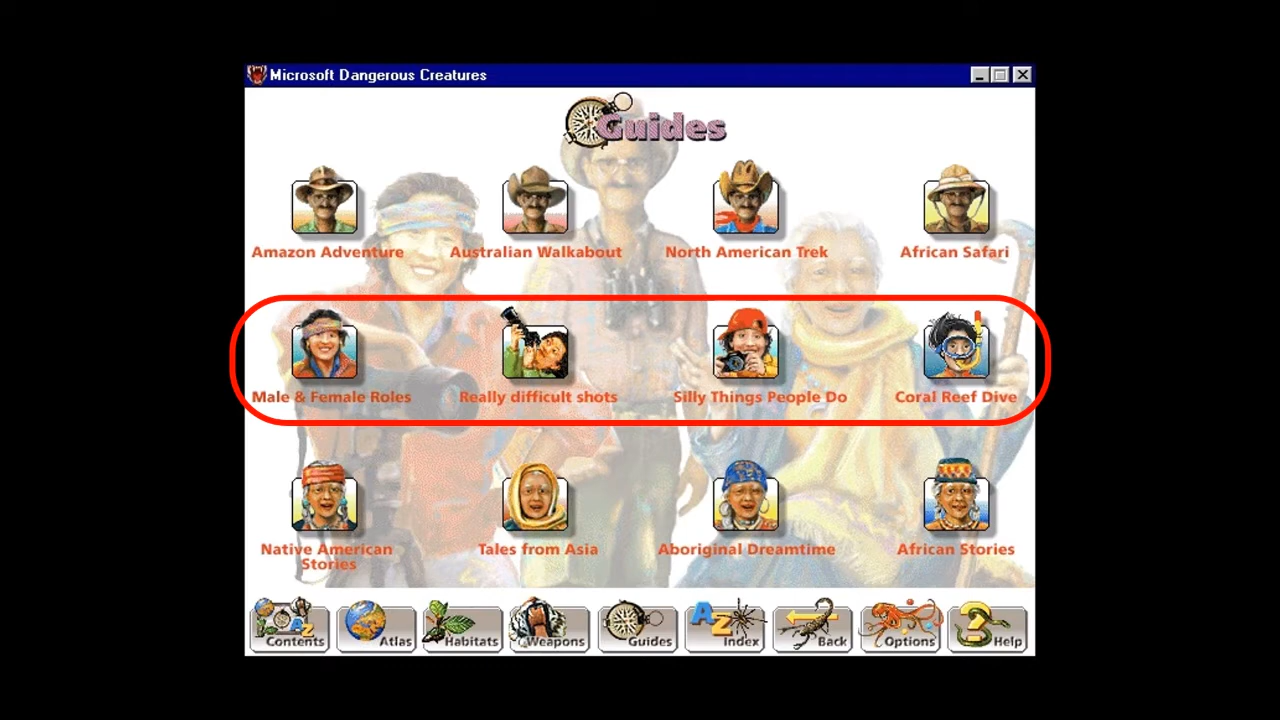 Microsoft Dangerous Creatures
Guides
Amazon Adventure
Australian Walkabout
North American Trek
African Safari
Male & Female Roles
Really difficult shots
Silly Things People Do
Coral Reef Dive
Native American
Stories
Tales from Asia
Aboriginal Dreamtime
African Stories
Contents
Atlas
Habitats
Weapons
Guides
A Z
Index
Back
Options
Help